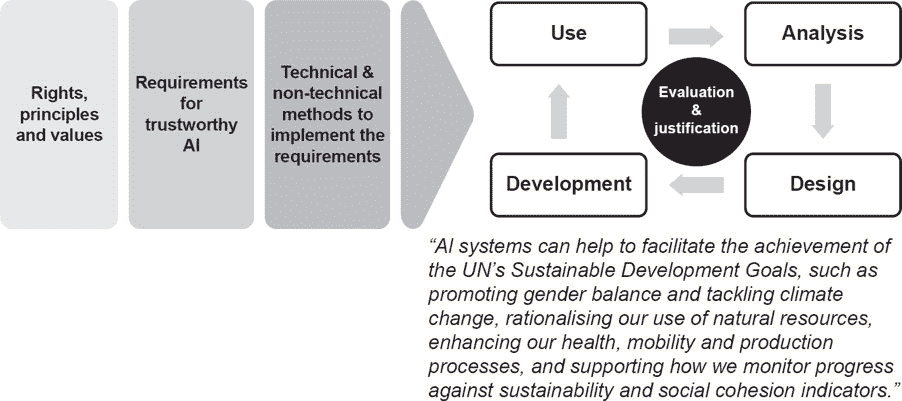 Rights,
principles
and values
Requirements
for
trustworthy
AI
Technical &
non-technical
methods to
implement the
requirements
Use
Analysis
Evaluation
&
justification
Development
Design
“AI systems can help to facilitate the achievement of
the UN’s Sustainable Development Goals, such as
promoting gender balance and tackling climate
change, rationalising our use of natural resources,
enhancing our health, mobility and production
processes, and supporting how we monitor progress
against sustainability and social cohesion indicators.”